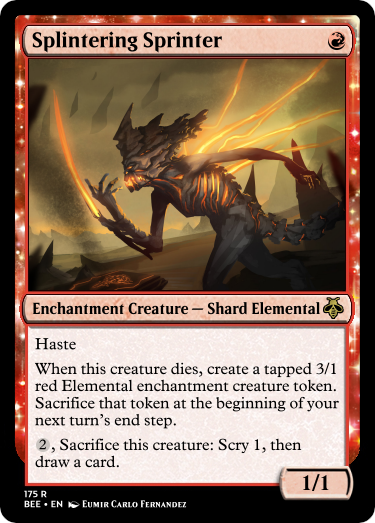 Splintering Sprinter
Enchantment Creature — Shard Elemental
Haste
When this creature dies, create a tapped 3/1
red Elemental enchantment creature token.
Sacrifice that token at the beginning of your
next turn's end step.
2, Sacrifice this creature: Scry 1, then
draw a card.
1/1
175 R
BEE • EN Eumir Carlo Fernandez